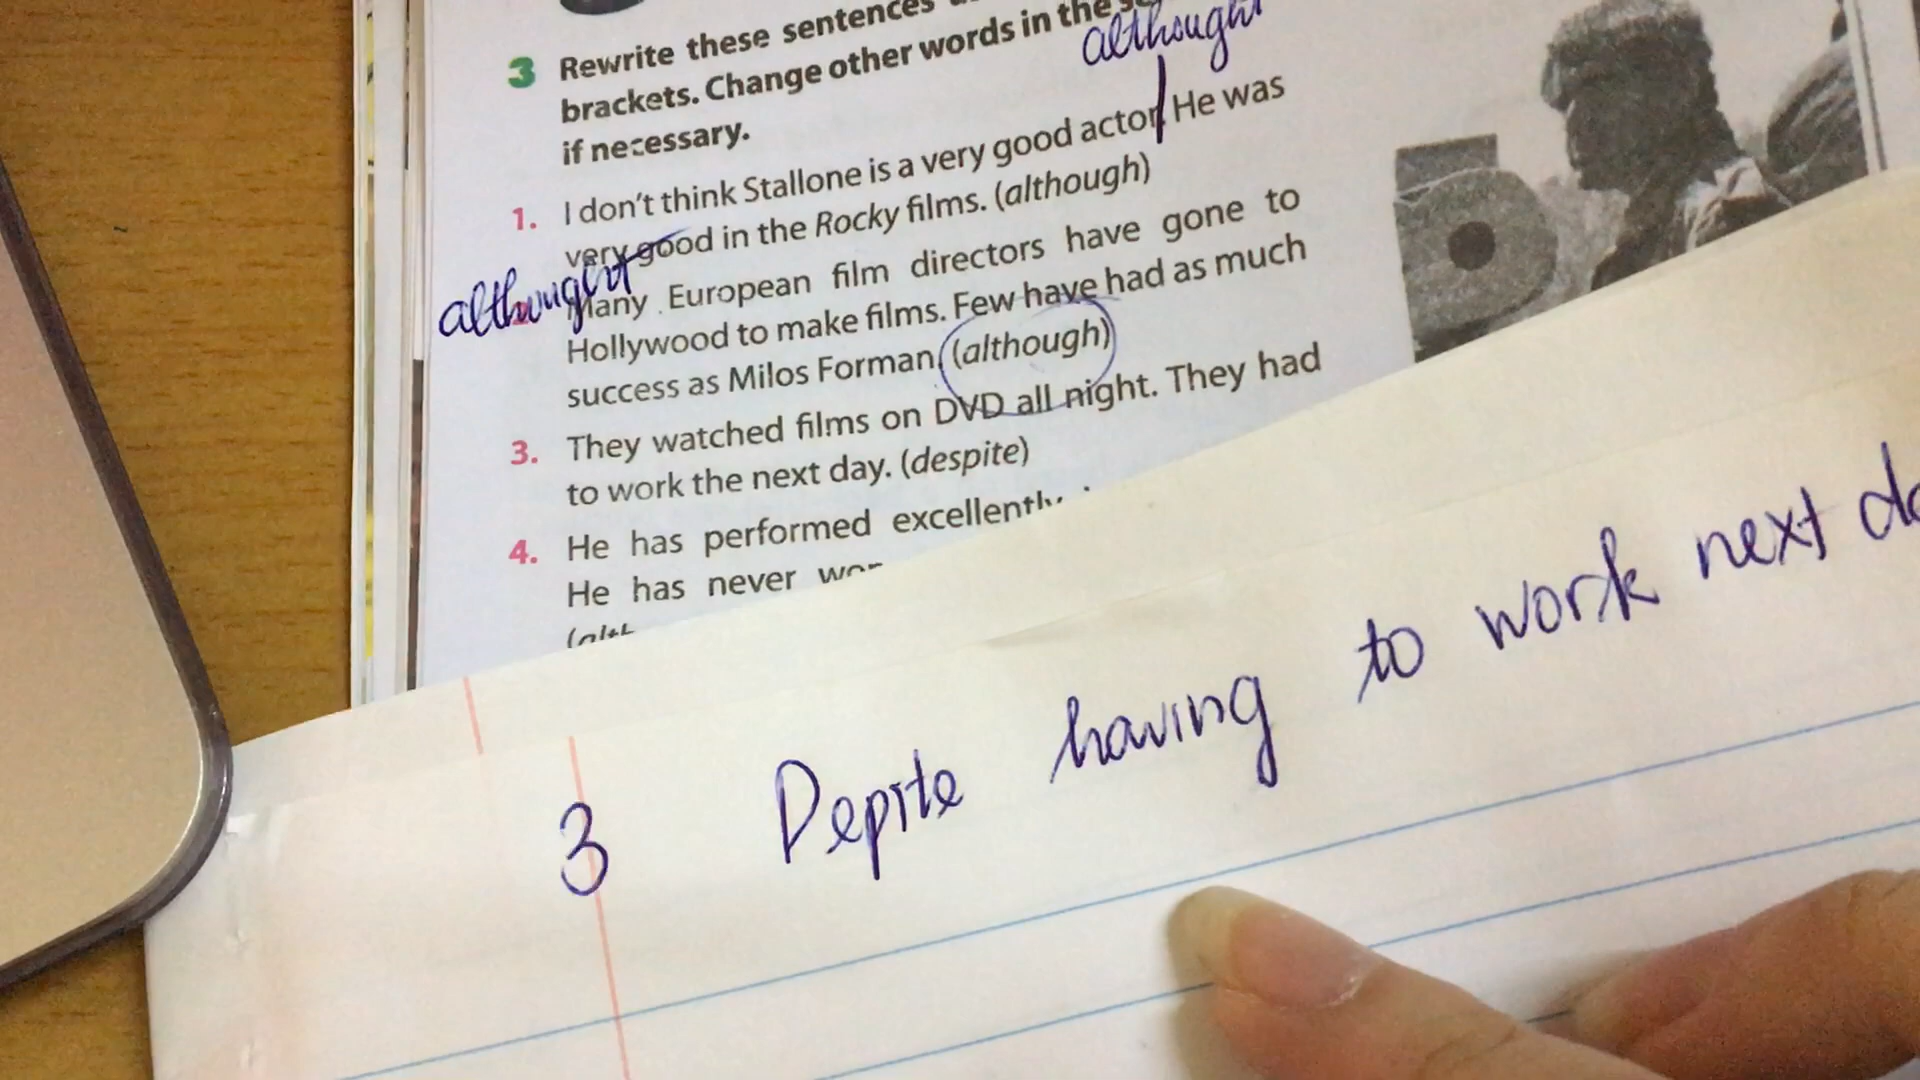 although
3 Rewrite these sentences
brackets. Change other words in the
if necessary.
1. I don't think Stallone is a very good actor. He was
very good in the Rocky films. (although)
although
2. Many European film directors have gone to
Hollywood to make films. Few have had as much
success as Milos Forman. (although)
3. They watched films on DVD all night. They had
to work the next day. (despite)
4. He has performed excellently
He has never
3 Depite having to work next